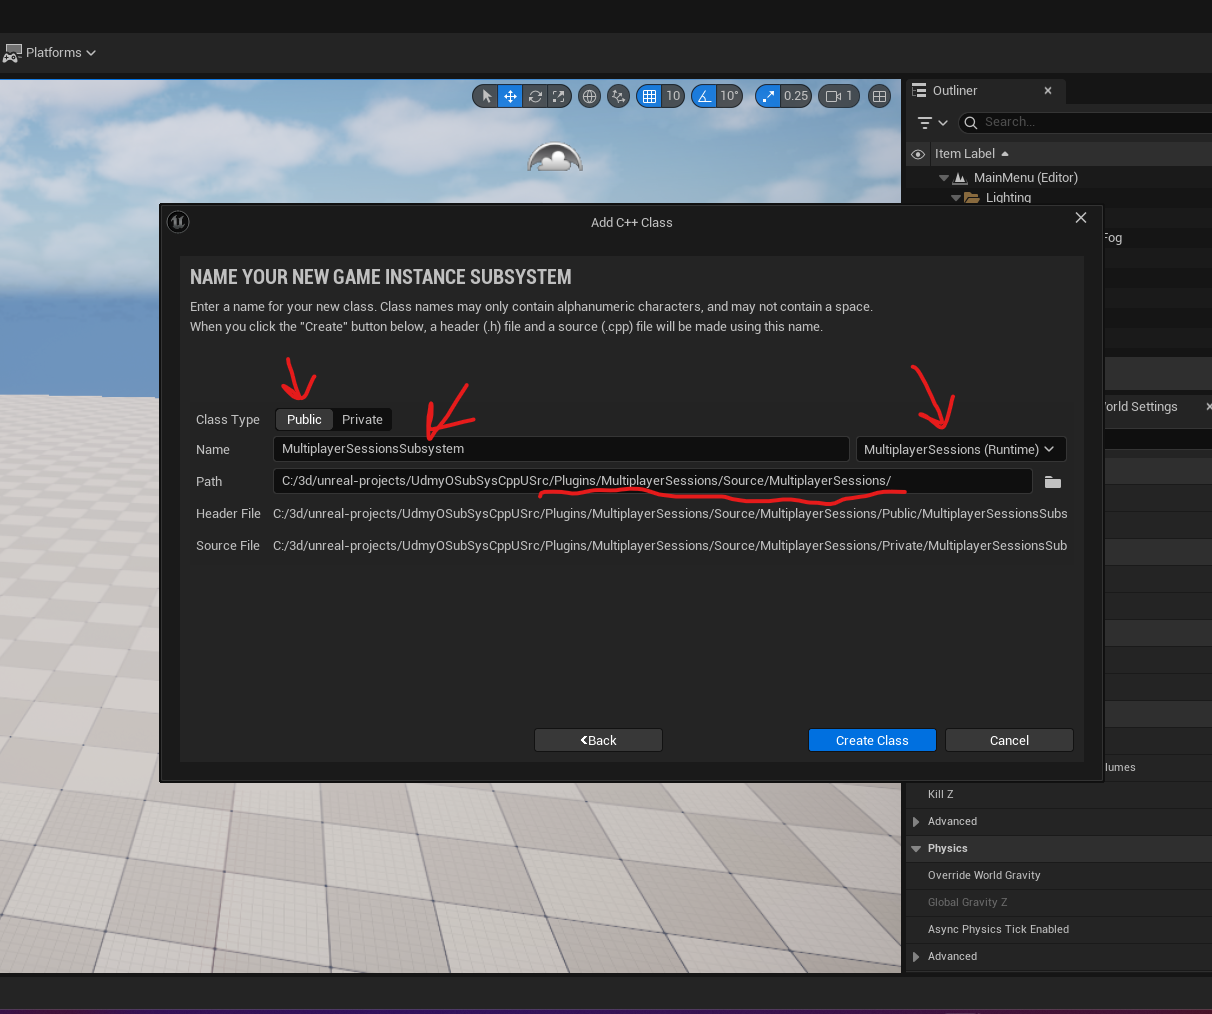 Platforms
10
10°
0.25
1
Outliner
Search...
Item Label
MainMenu (Editor)
Lighting
Fog
Add C++ Class
NAME YOUR NEW GAME INSTANCE SUBSYSTEM
Enter a name for your new class. Class names may only contain alphanumeric characters, and may not contain a space.
When you click the "Create" button below, a header (.h) file and a source (.cpp) file will be made using this name.
Class Type Public Private
orld Settings
Name MultiplayerSessionsSubsystem MultiplayerSessions (Runtime)
Path C:/3d/unreal-projects/UdmyOSubSysCppUSrc/Plugins/MultiplayerSessions/Source/MultiplayerSessions/
Header File C:/3d/unreal-projects/UdmyOSubSysCppUSrc/Plugins/MultiplayerSessions/Source/MultiplayerSessions/Public/MultiplayerSessionsSubs
Source File C:/3d/unreal-projects/UdmyOSubSysCppUSrc/Plugins/MultiplayerSessions/Source/MultiplayerSessions/Private/MultiplayerSessionsSub
Back Create Class Cancel
lumes
Kill Z
Advanced
Physics
Override World Gravity
Global Gravity Z
Async Physics Tick Enabled
Advanced